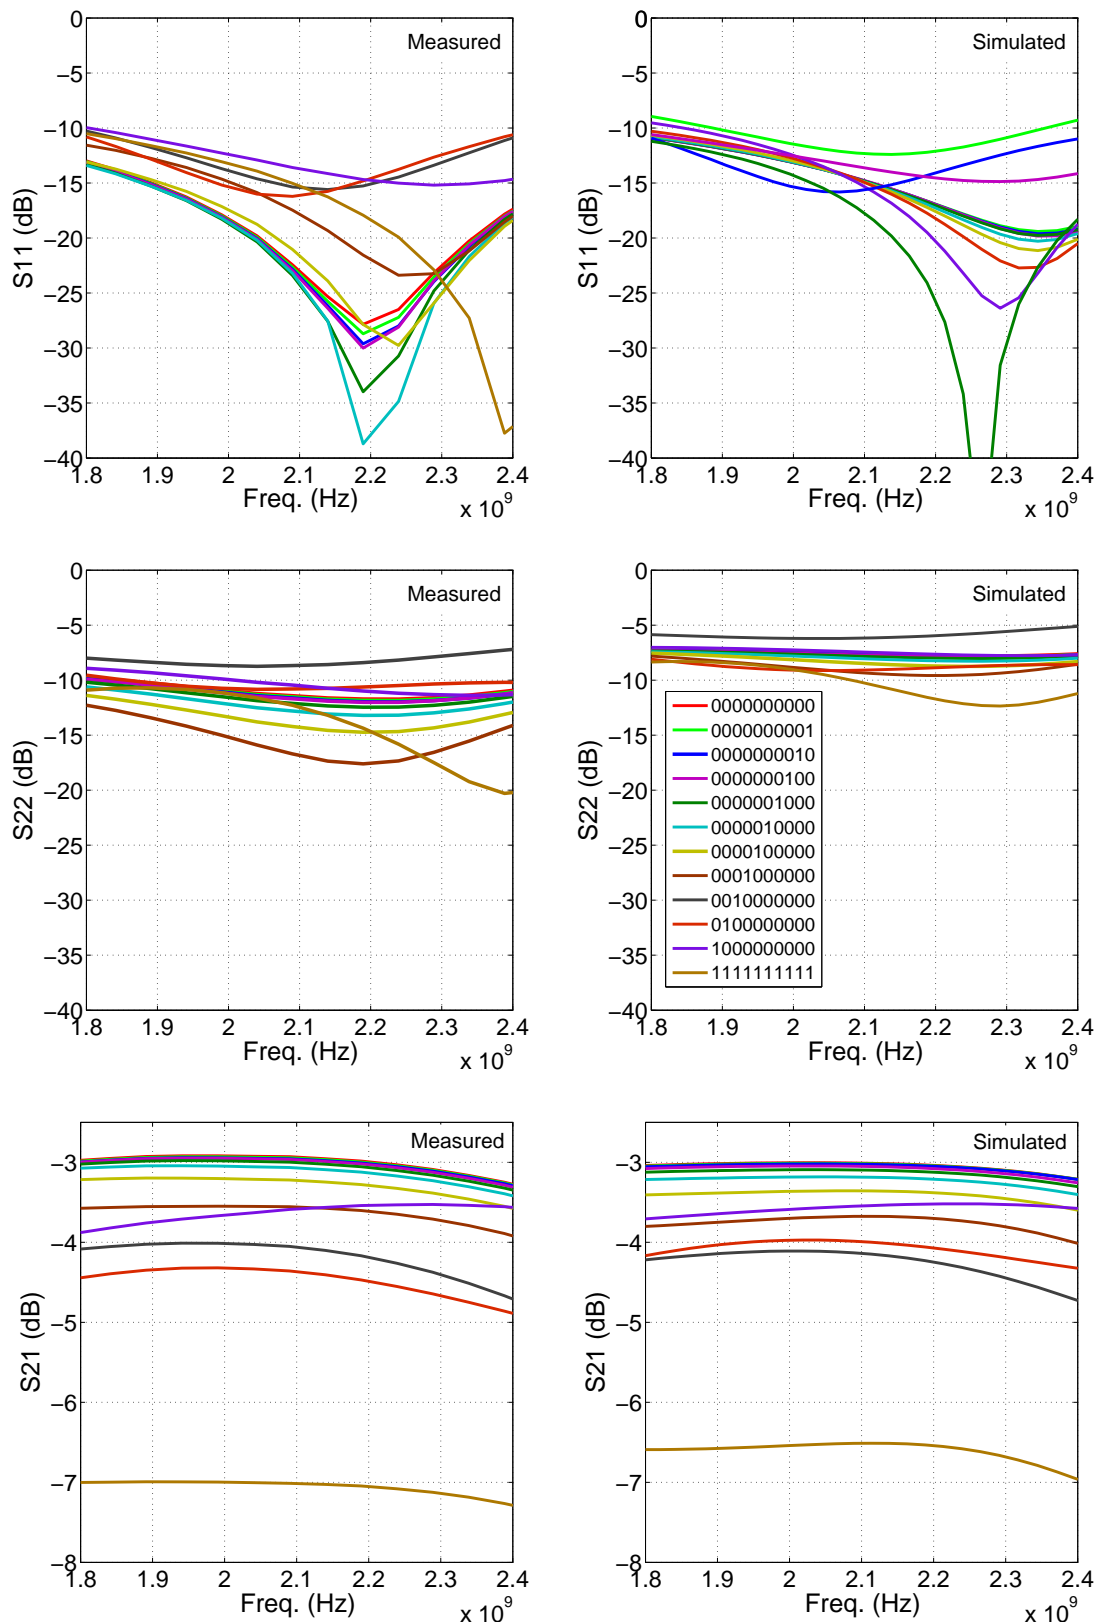 0
−5
−10
−15
−20
−25
−30
−35
−40
S11 (dB)
Measured
1.8 1.9 2 2.1 2.2 2.3 2.4
Freq. (Hz)
x 10^9
0
−5
−10
−15
−20
−25
−30
−35
−40
S11 (dB)
Simulated
1.8 1.9 2 2.1 2.2 2.3 2.4
Freq. (Hz)
x 10^9
0
−5
−10
−15
−20
−25
−30
−35
−40
S22 (dB)
Measured
1.8 1.9 2 2.1 2.2 2.3 2.4
Freq. (Hz)
x 10^9
0
−5
−10
−15
−20
−25
−30
−35
−40
S22 (dB)
Simulated
0000000000
0000000001
0000000010
0000000100
0000001000
0000010000
0000100000
0001000000
0010000000
0100000000
1000000000
1111111111
1.8 1.9 2 2.1 2.2 2.3 2.4
Freq. (Hz)
x 10^9
−3
−4
−5
−6
−7
−8
S21 (dB)
Measured
1.8 1.9 2 2.1 2.2 2.3 2.4
Freq. (Hz)
x 10^9
−3
−4
−5
−6
−7
−8
S21 (dB)
Simulated
1.8 1.9 2 2.1 2.2 2.3 2.4
Freq. (Hz)
x 10^9